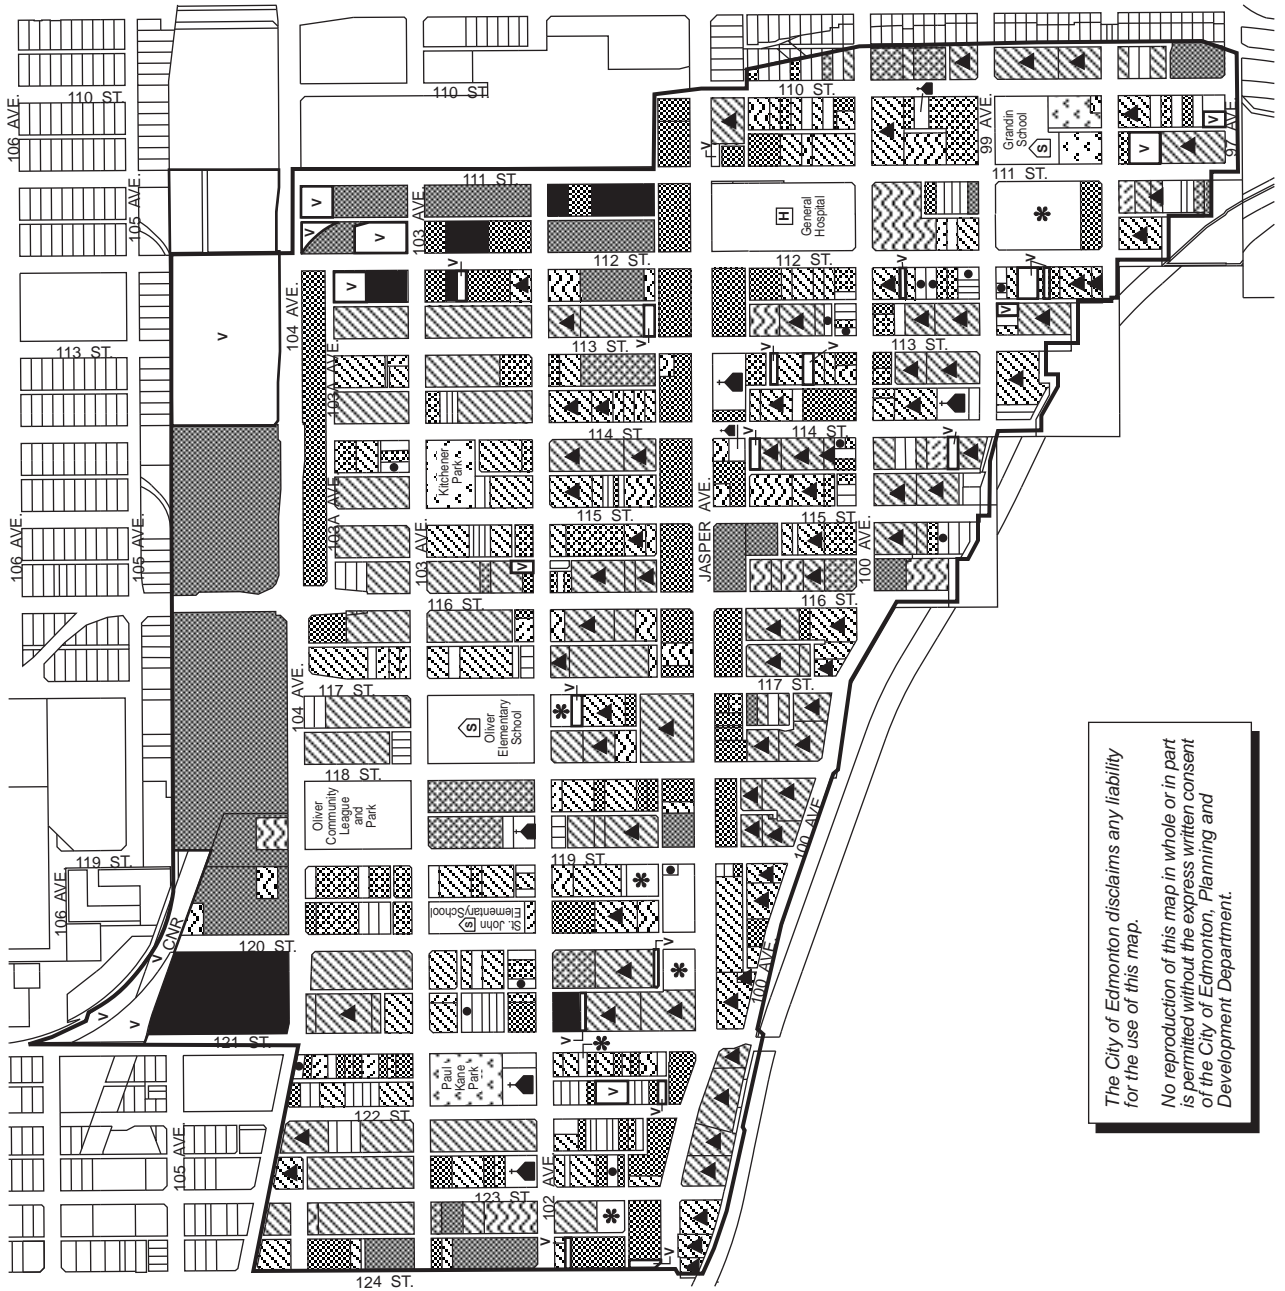 110 ST.
110 ST.
110 ST.
106 AVE.
105 AVE.
99 AVE.
Grandin
School
S
97 AVE.
V
V
V
111 ST.
111 ST.
103 AVE.
V
V
V
H
General
Hospital
112 ST.
112 ST.
104 AVE.
V
V
V
V
V
V
V
V
113 ST.
113 ST.
113 ST.
103A AVE.
V
V
114 ST.
114 ST.
Kitchener
Park
V
V
JASPER AVE.
106 AVE.
105 AVE.
103A AVE.
103 AVE.
115 ST.
115 ST.
100 AVE.
V
116 ST.
116 ST.
104 AVE.
117 ST.
117 ST.
V
S
Oliver
Elementary
School
118 ST.
Oliver
Community
League
and
Park
100 AVE.
119 ST.
119 ST.
106 AVE.
St. John
Elementary School
S
CNR
120 ST.
V
V
V
V
100 AVE.
V
121 ST.
Paul
Kane
Park
V
V
122 ST.
105 AVE.
123 ST.
102 AVE.
V
V
124 ST.
The City of Edmonton disclaims any liability
for the use of this map.
No reproduction of this map in whole or in part
is permitted without the express written consent
of the City of Edmonton, Planning and
Development Department.